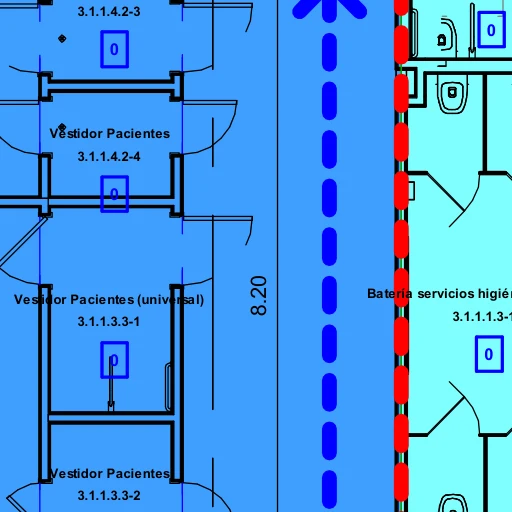 3.1.1.4.2-3
0
0
Vestidor Pacientes
3.1.1.4.2-4
0
Vestidor Pacientes (universal)
3.1.1.3.3-1
0
8.20
Batería servicios higié
3.1.1.1.3-1
0
Vestidor Pacientes
3.1.1.3.3-2